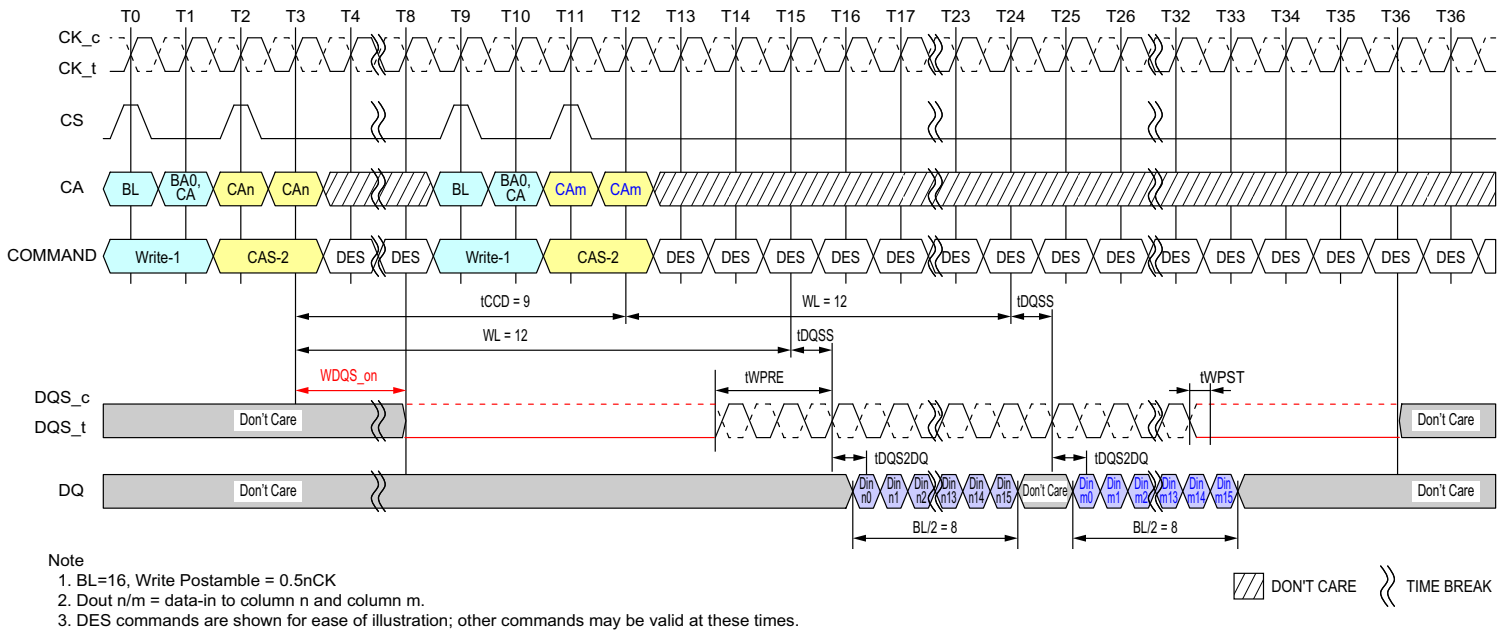 T0 T1 T2 T3 T4 T8 T9 T10 T11 T12 T13 T14 T15 T16 T17 T23 T24 T25 T26 T32 T33 T34 T35 T36 T36
CK_c
CK_t
CS
CA BL BA0, CA CAn CAn BL BA0, CA CAm CAm
COMMAND Write-1 CAS-2 DES DES Write-1 CAS-2 DES DES DES DES DES DES DES DES DES DES DES DES DES DES DES
tCCD = 9 WL = 12 tDQSS
WL = 12 tDQSS
WDQS_on tWPRE tWPST
DQS_c
DQS_t Don't Care Don't Care
tDQS2DQ tDQS2DQ
DQ Don't Care Din n0 Din n1 Din n2 Din n13 Din n14 Din n15 Don't Care Din m0 Din m1 Din m2 Din m13 Din m14 Din m15 Don't Care
BL/2 = 8 BL/2 = 8
Note
1. BL=16, Write Postamble = 0.5nCK
2. Dout n/m = data-in to column n and column m.
3. DES commands are shown for ease of illustration; other commands may be valid at these times.
DON'T CARE TIME BREAK